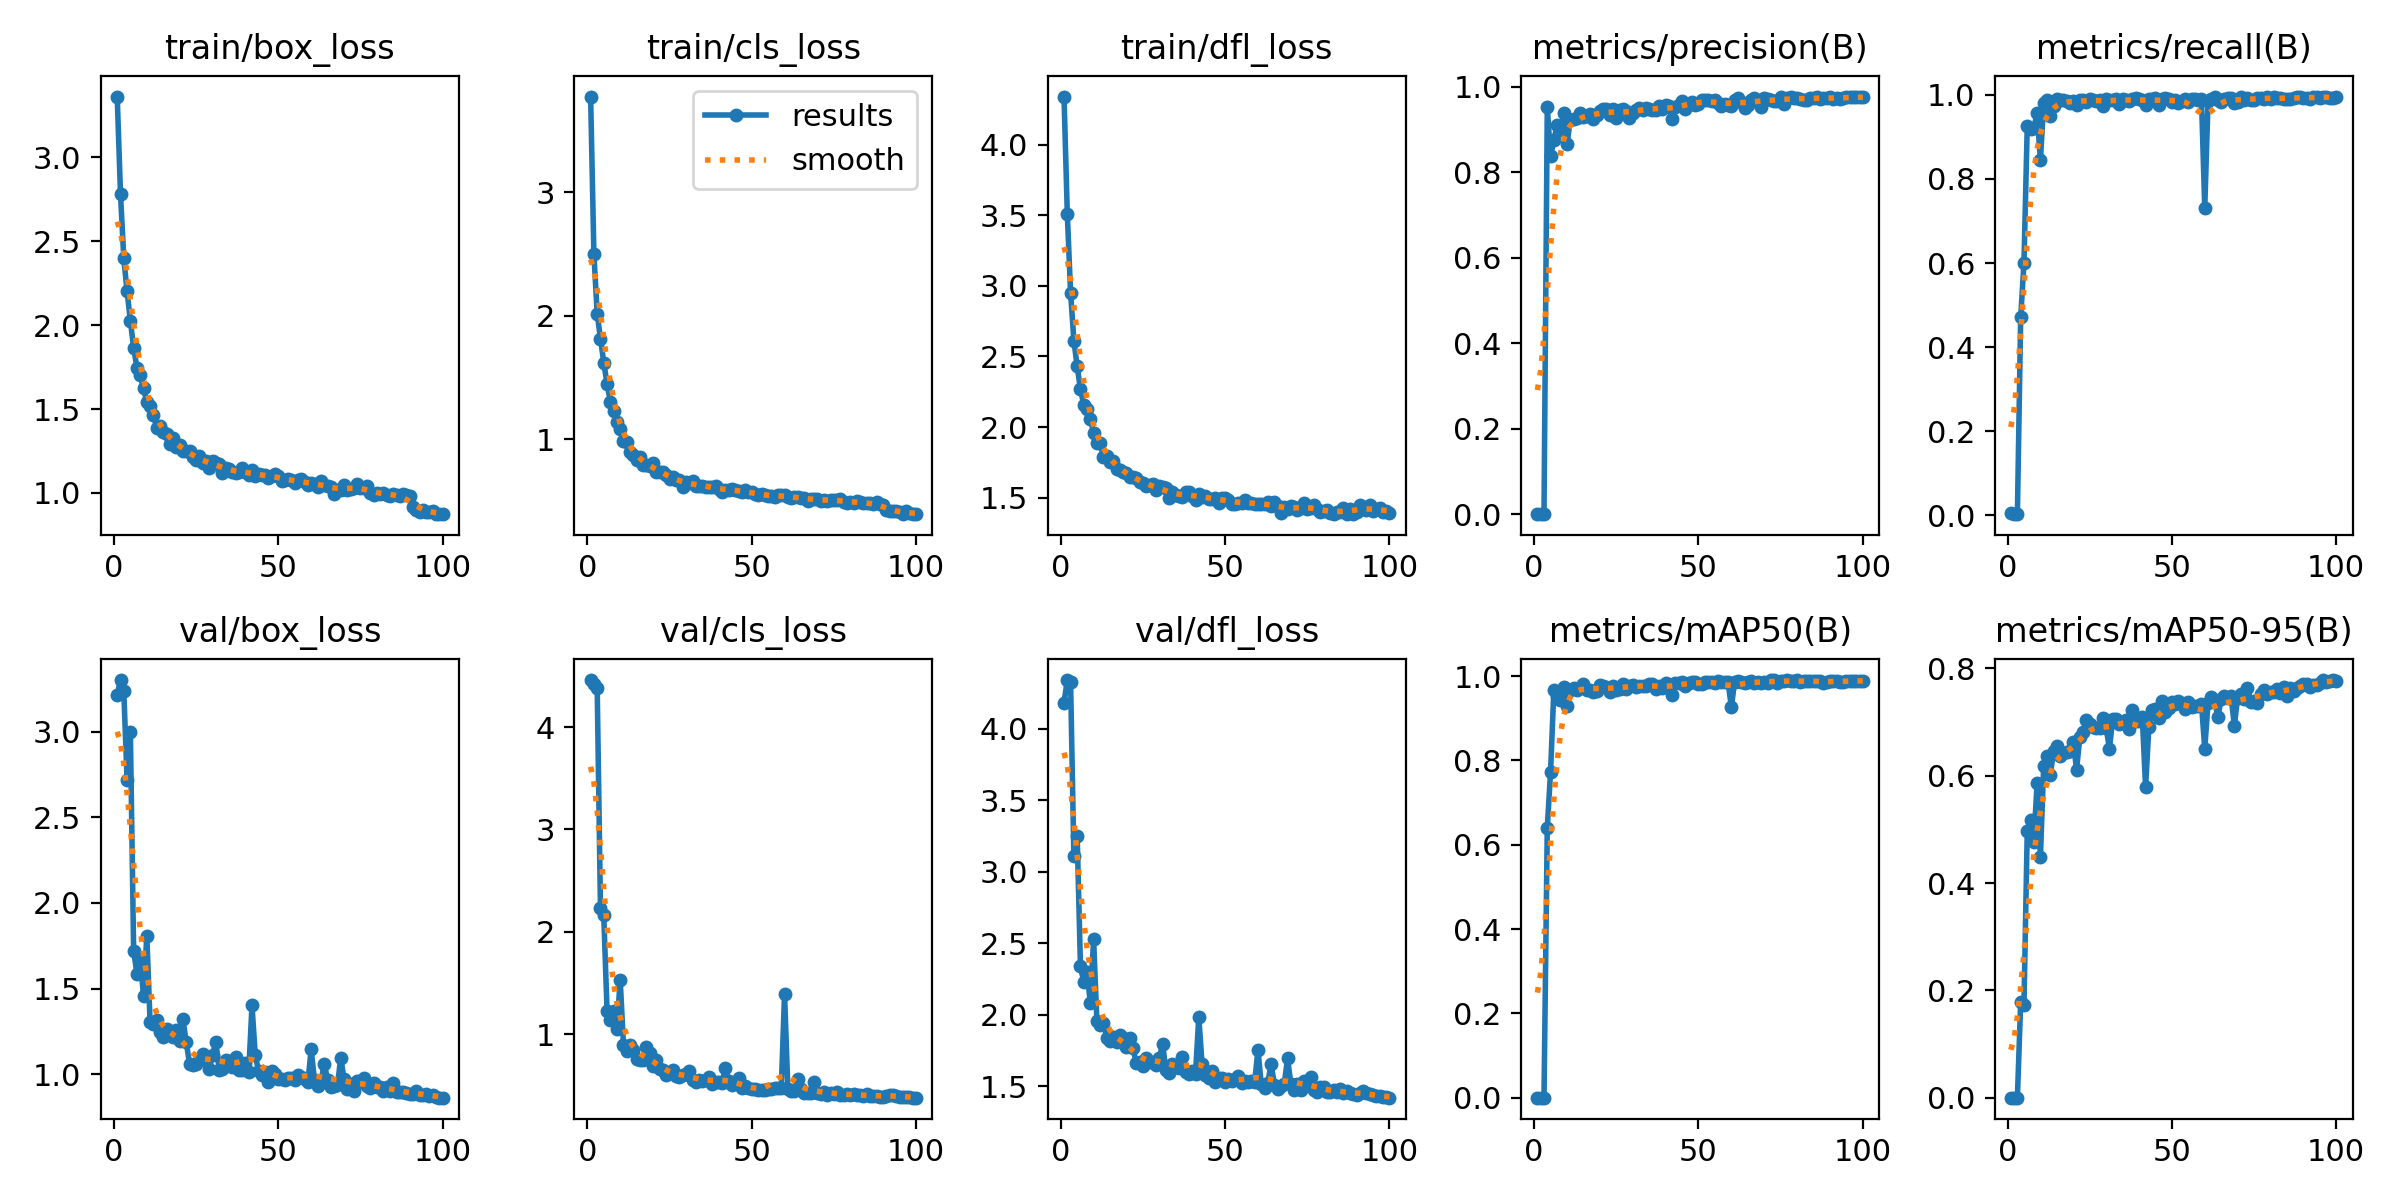 train/box_loss
3.0
2.5
2.0
1.5
1.0
0 50 100
train/cls_loss
results
smooth
3
2
1
0 50 100
train/dfl_loss
4.0
3.5
3.0
2.5
2.0
1.5
0 50 100
metrics/precision(B)
1.0
0.8
0.6
0.4
0.2
0.0
0 50 100
metrics/recall(B)
1.0
0.8
0.6
0.4
0.2
0.0
0 50 100
val/box_loss
3.0
2.5
2.0
1.5
1.0
0 50 100
val/cls_loss
4
3
2
1
0 50 100
val/dfl_loss
4.0
3.5
3.0
2.5
2.0
1.5
0 50 100
metrics/mAP50(B)
1.0
0.8
0.6
0.4
0.2
0.0
0 50 100
metrics/mAP50-95(B)
0.8
0.6
0.4
0.2
0.0
0 50 100